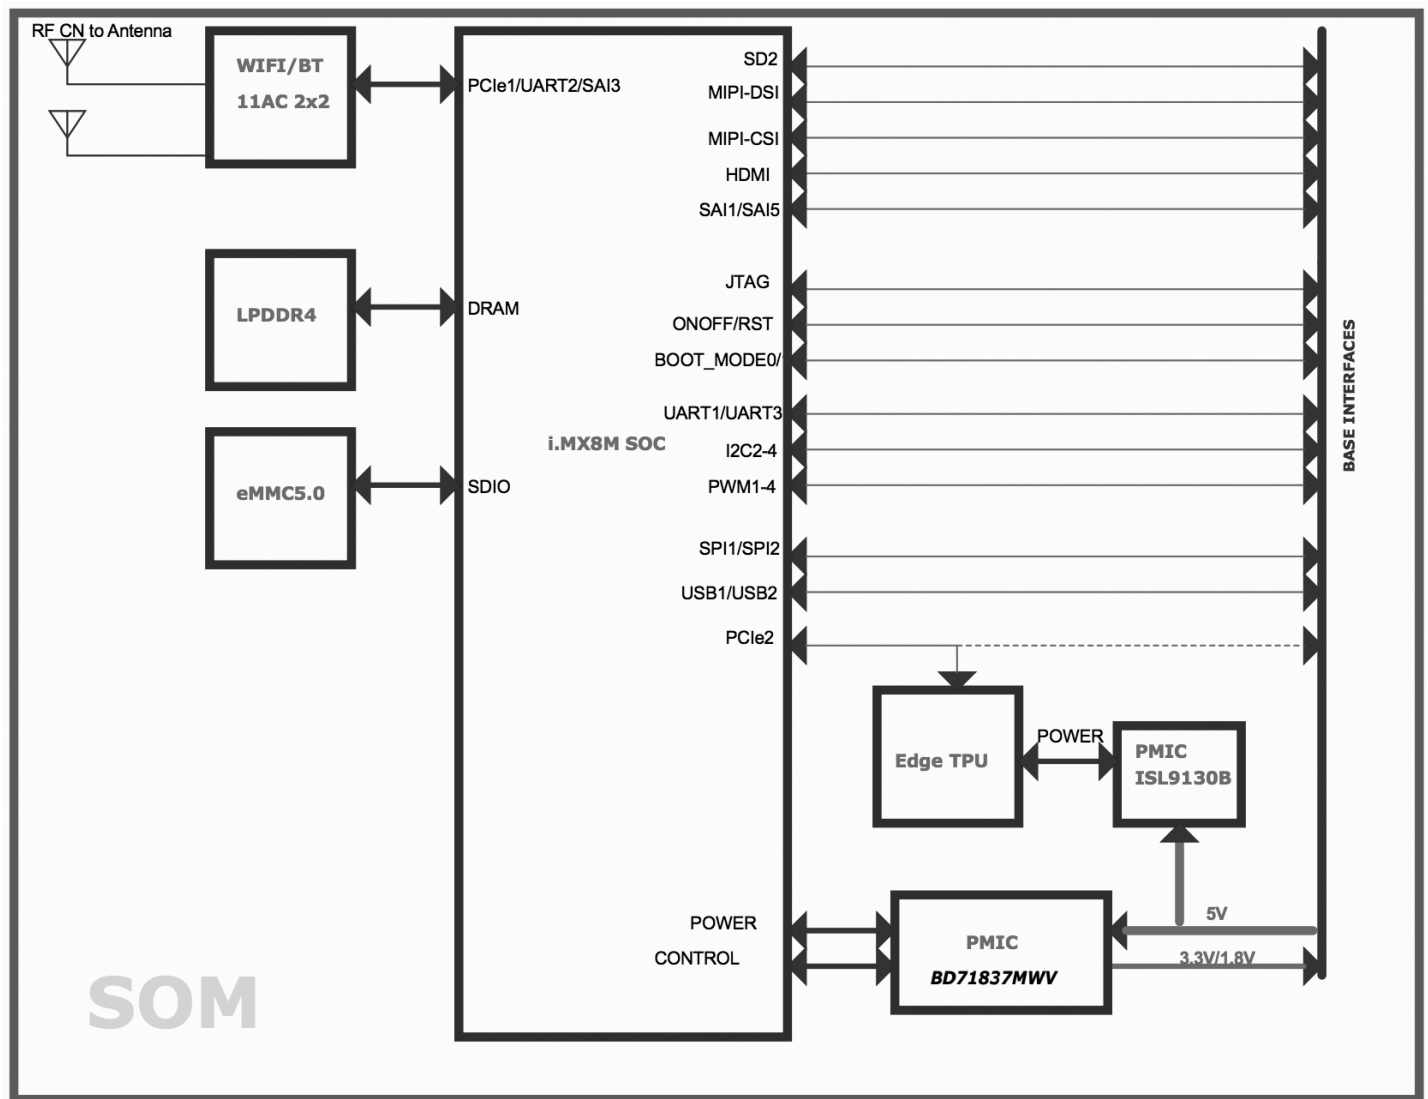 RF CN to Antenna
WIFI/BT
11AC 2x2
PCIe1/UART2/SAI3
LPDDR4
DRAM
eMMC5.0
SDIO
i.MX8M SOC
SD2
MIPI-DSI
MIPI-CSI
HDMI
SAI1/SAI5
JTAG
ONOFF/RST
BOOT_MODE0/
UART1/UART3
I2C2-4
PWM1-4
SPI1/SPI2
USB1/USB2
PCIe2
BASE INTERFACES
Edge TPU
POWER
PMIC
ISL9130B
POWER
CONTROL
PMIC
BD71837MWV
5V
3.3V/1.8V
SOM